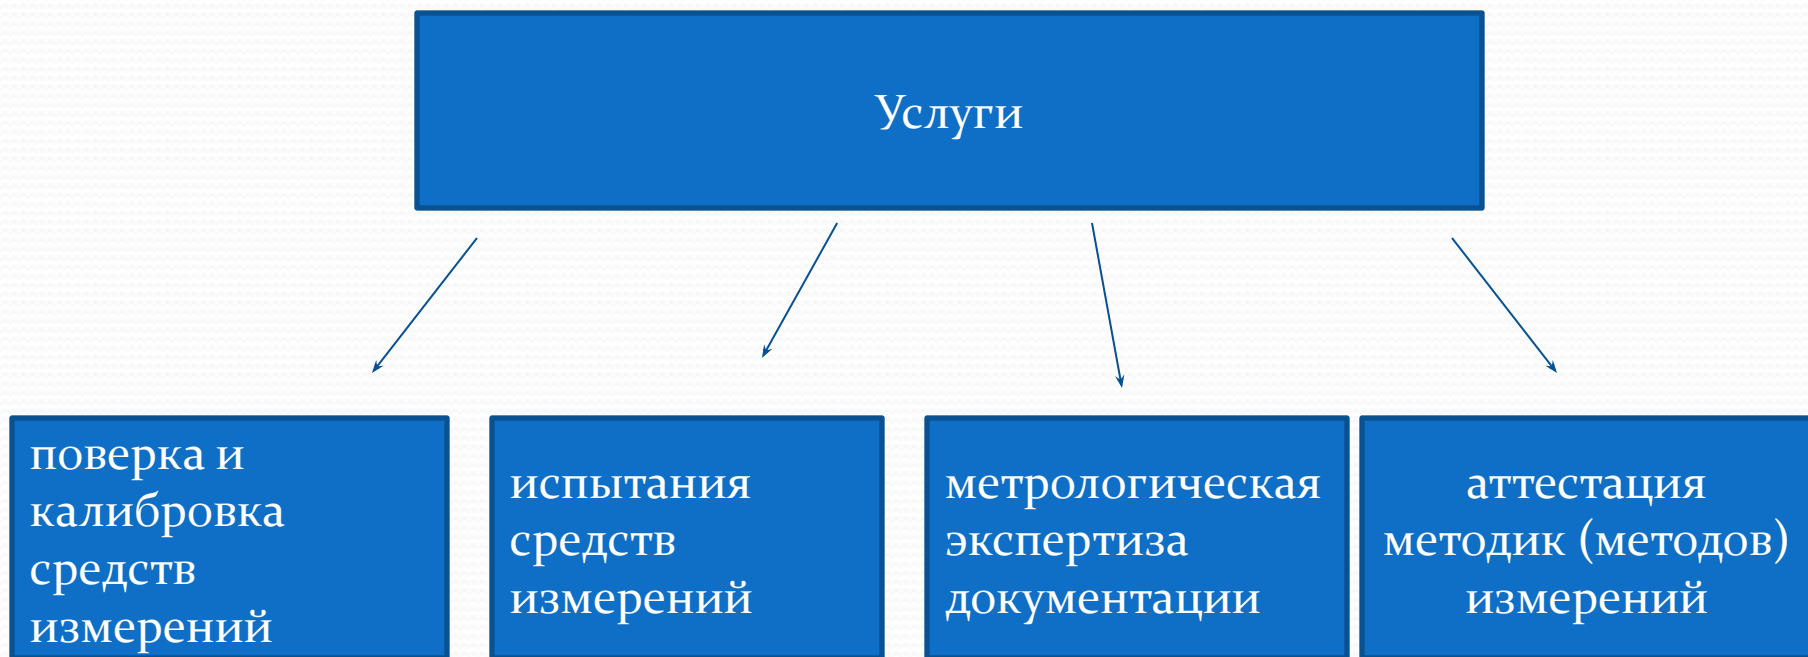 Услуги
поверка и
калибровка
средств
измерений
испытания
средств
измерений
метрологическая
экспертиза
документации
аттестация
методик (методов)
измерений